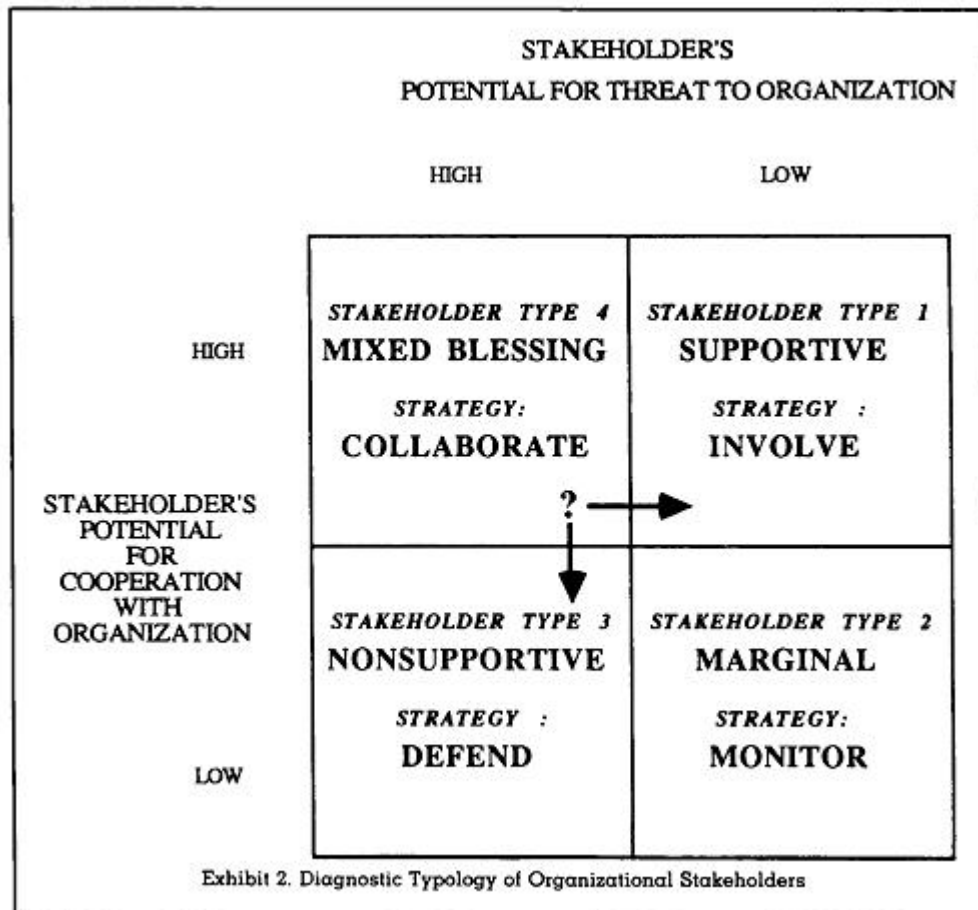 STAKEHOLDER'S
POTENTIAL FOR THREAT TO ORGANIZATION
HIGH LOW
STAKEHOLDER TYPE 4 STAKEHOLDER TYPE 1
HIGH MIXED BLESSING SUPPORTIVE
STRATEGY: STRATEGY :
COLLABORATE INVOLVE
?
STAKEHOLDER'S
POTENTIAL
FOR
COOPERATION
WITH
ORGANIZATION
STAKEHOLDER TYPE 3 STAKEHOLDER TYPE 2
NONSUPPORTIVE MARGINAL
STRATEGY : STRATEGY:
DEFEND MONITOR
LOW
Exhibit 2. Diagnostic Typology of Organizational Stakeholders